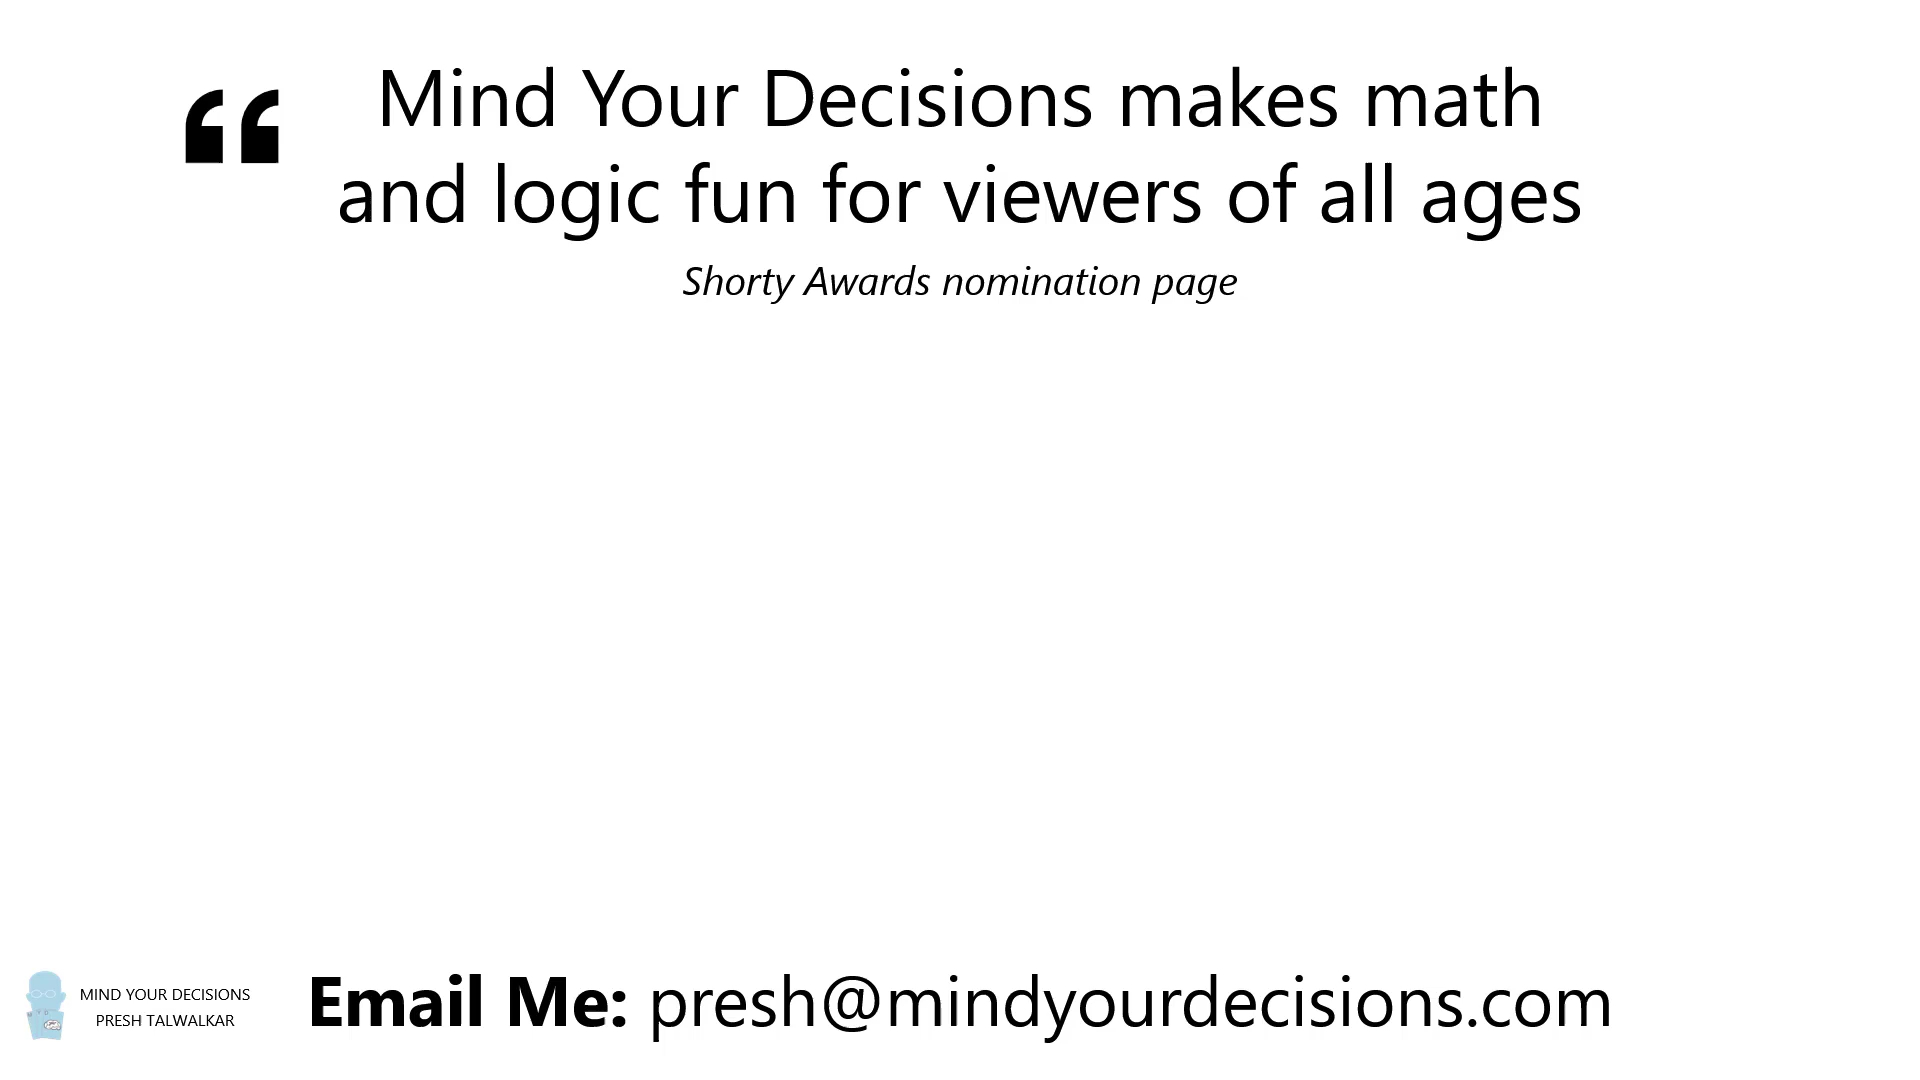 “ Mind Your Decisions makes math
and logic fun for viewers of all ages
Shorty Awards nomination page
MIND YOUR DECISIONS
PRESH TALWALKAR
Email Me: presh@mindyourdecisions.com